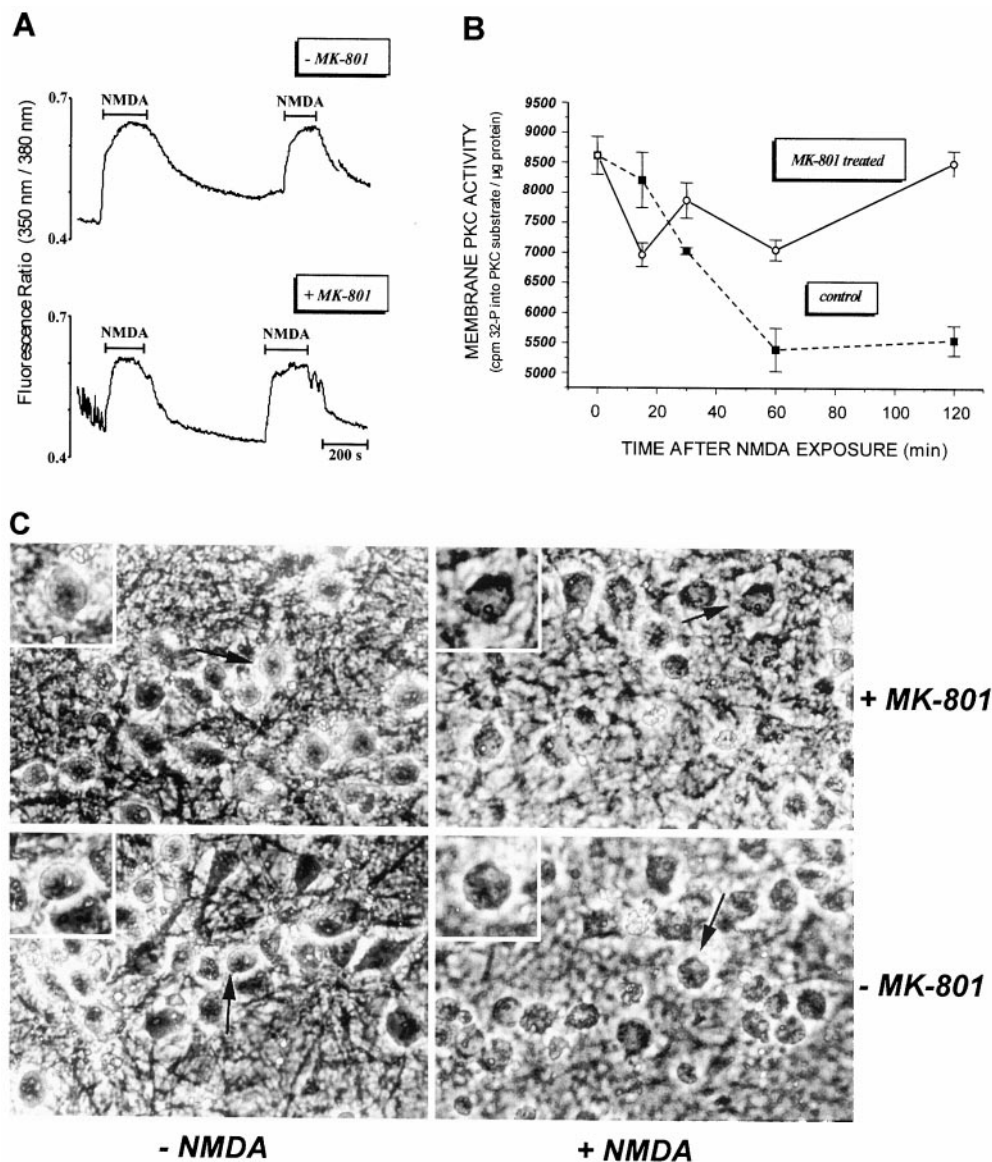 A
- MK-801
NMDA
NMDA
0.7
0.4
Fluorescence Ratio (350 nm / 380 nm)
+ MK-801
0.7
NMDA
NMDA
0.4
200 s
B
MEMBRANE PKC ACTIVITY
(cpm 32-P into PKC substrate / µg protein)
9500
9000
8500
8000
7500
7000
6500
6000
5500
5000
MK-801 treated
control
0
20
40
60
80
100
120
TIME AFTER NMDA EXPOSURE (min)
C
+ MK-801
- MK-801
- NMDA
+ NMDA